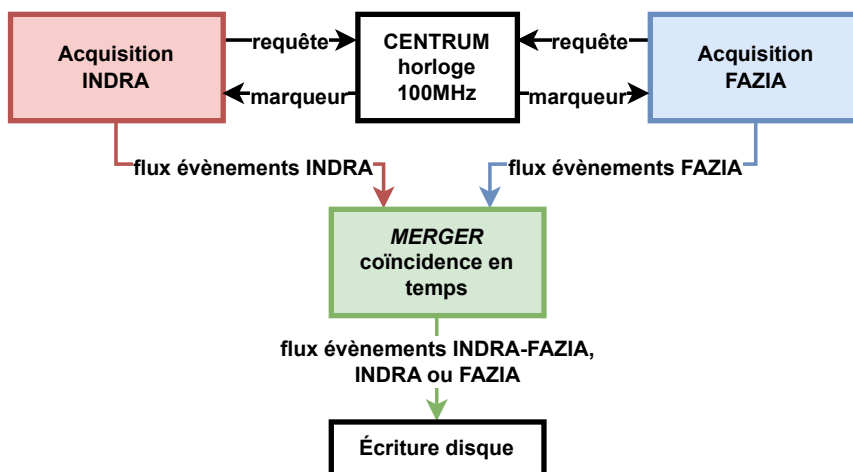 Acquisition
INDRA
requête
marqueur
CENTRUM
horloge
100MHz
requête
marqueur
Acquisition
FAZIA
flux évènements INDRA
flux évènements FAZIA
MERGER
coïncidence en
temps
flux évènements INDRA-FAZIA,
INDRA ou FAZIA
Écriture disque